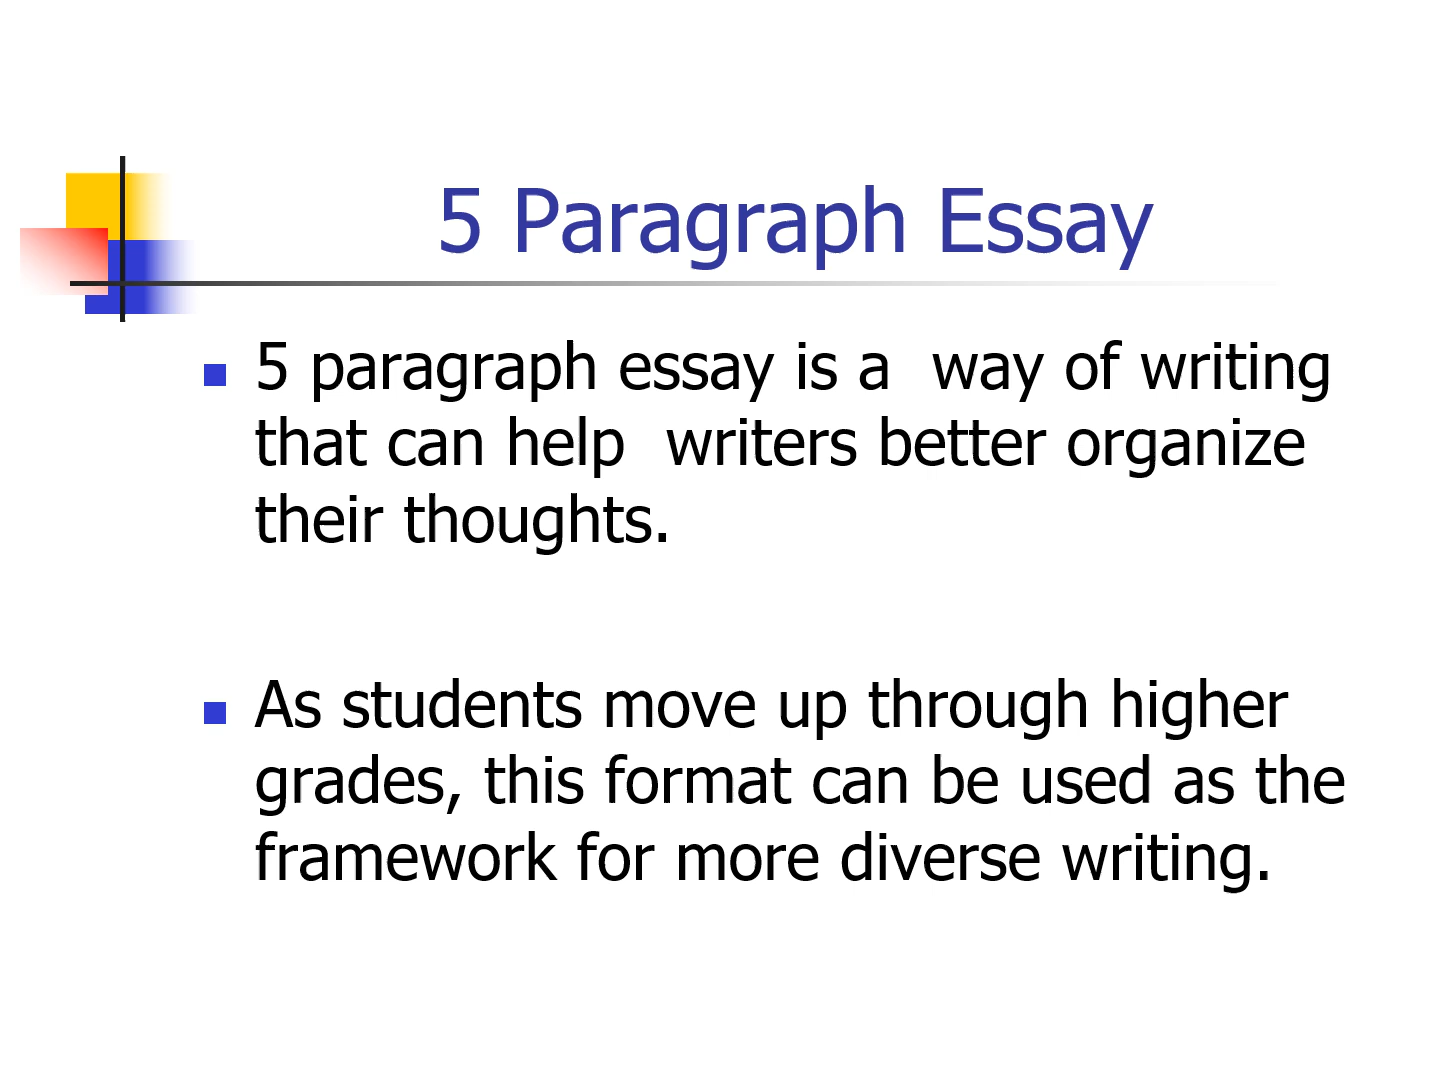 5 Paragraph Essay
5 paragraph essay is a  way of writing
that can help  writers better organize
their thoughts.
As students move up through higher
grades, this format can be used as the
framework for more diverse writing.